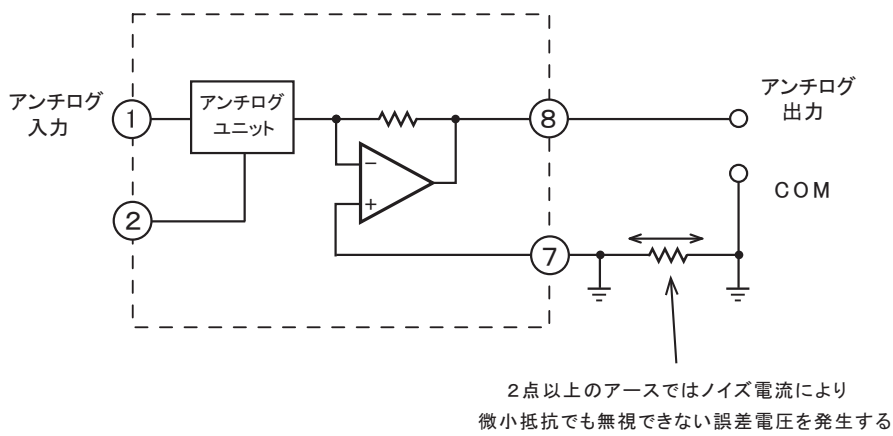 アンチログ
入力
1
2
アンチログ
ユニット
−
+
8
7
アンチログ
出力
COM
2点以上のアースではノイズ電流により
微小抵抗でも無視できない誤差電圧を発生する